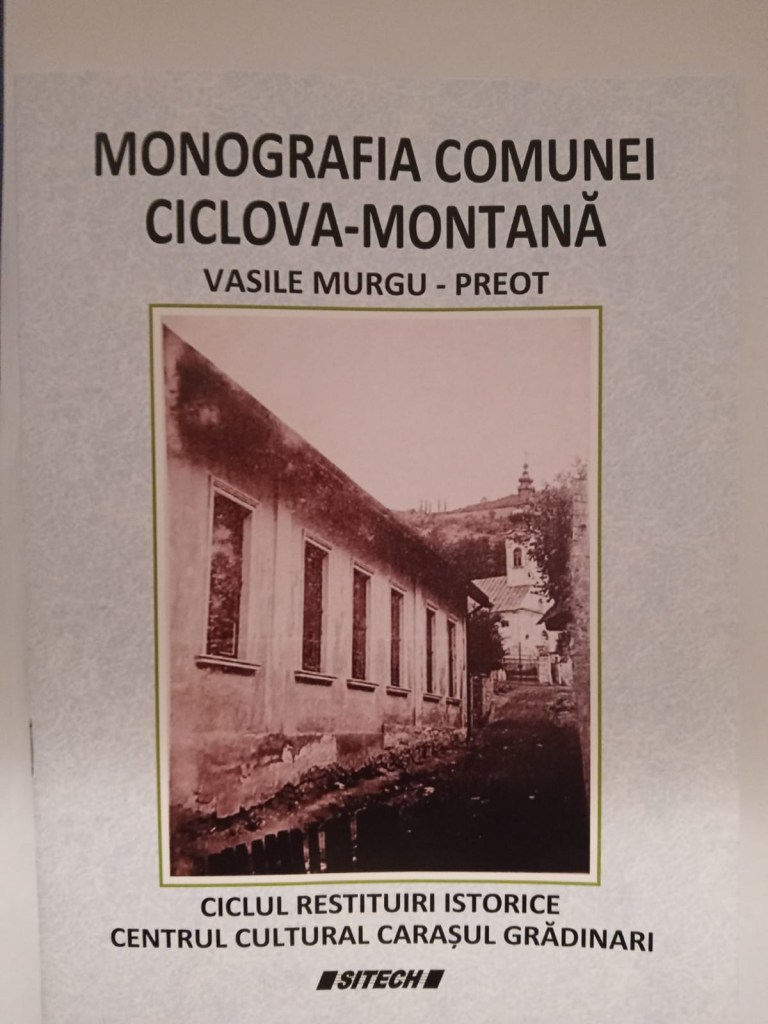 MONOGRAFIA COMUNEI
CICLOVA-MONTANĂ
VASILE MURGU - PREOT
CICLUL RESTITUIRI ISTORICE
CENTRUL CULTURAL CARAȘUL GRĂDINARI
SITECH